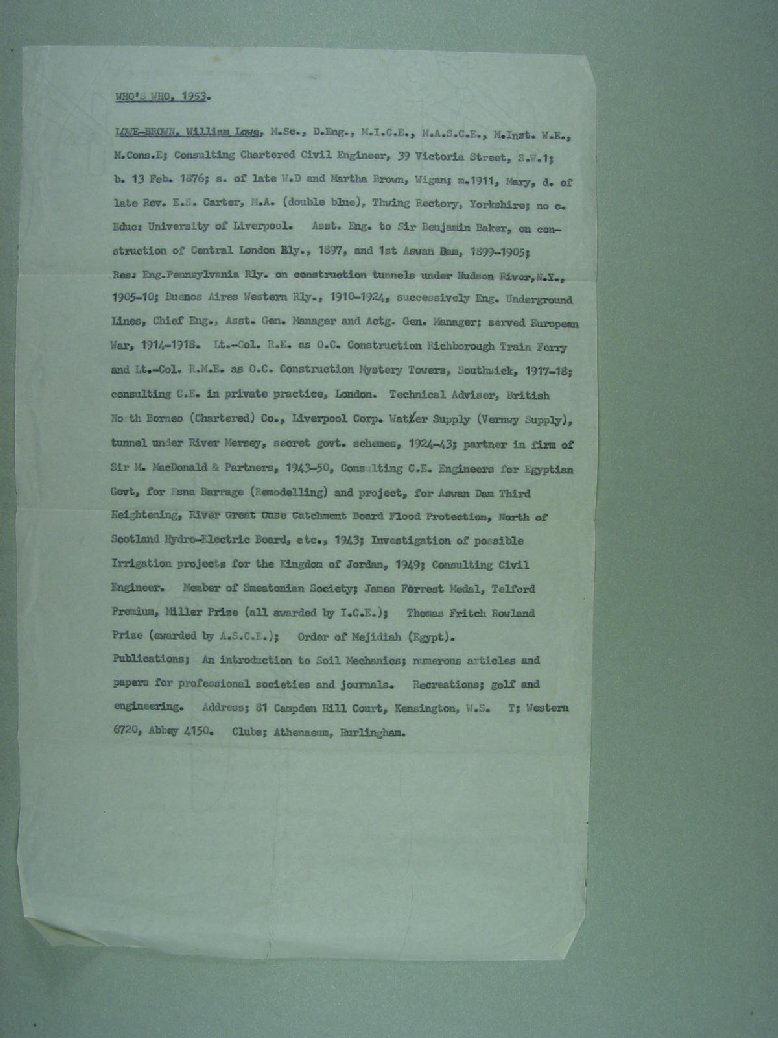 WHO'S WHO, 1953.
LOWE-BROWN, William Lowe, M.Sc., D.Eng., M.I.C.E., M.A.S.C.E., M.Inst. W.E.,
M.Cons.E; Consulting Chartered Civil Engineer, 39 Victoria Street, S.W.1;
b. 13 Feb. 1876; s. of late W.D and Martha Brown, Wigan; m.1911, Mary, d. of
late Rev. E.S. Carter, M.A. (double blue), Thwing Rectory, Yorkshire; no c.
Educ: University of Liverpool. Asst. Eng. to Sir Benjamin Baker, on con-
struction of Central London Rly., 1897, and 1st Aswan Dam, 1899-1905;
Res: Eng.Pennsylvania Rly. on construction tunnels under Hudson River,N.Y.,
1905-10; Buenos Aires Western Rly., 1910-1924, successively Eng. Underground
Lines, Chief Eng., Asst. Gen. Manager and Actg. Gen. Manager; served European
War, 1914-1918. Lt.-Col. R.E. as O.C. Construction Richborough Train Ferry
and Lt.-Col. R.M.E. as O.C. Construction Mystery Towers, Southwick, 1917-18;
consulting C.E. in private practice, London. Technical Adviser, British
No th Borneo (Chartered) Co., Liverpool Corp. Water Supply (Vernwy Supply),
tunnel under River Mersey, secret govt. schemes, 1924-43; partner in firm of
Sir M. MacDonald & Partners, 1943-50, Consulting C.E. Engineers for Egyptian
Govt, for Esna Barrage (Remodelling) and project, for Aswan Dam Third
Heightening, River Great Ouse Catchment Board Flood Protection, North of
Scotland Hydro-Electric Board, etc., 1943; Investigation of possible
Irrigation projects for the Kingdom of Jordan, 1949; Consulting Civil
Engineer. Member of Smeatonian Society; James Forrest Medal, Telford
Premium, Miller Prize (all awarded by I.C.E.); Thomas Fritch Rowland
Prize (awarded by A.S.C.E.); Order of Mejidiah (Egypt).
Publications; An introduction to Soil Mechanics; numerous articles and
papers for professional societies and journals. Recreations; golf and
engineering. Address; 81 Campden Hill Court, Kensington, W.S. T; Western
6720, Abbey 4150. Clubs; Athenaeum, Hurlingham.